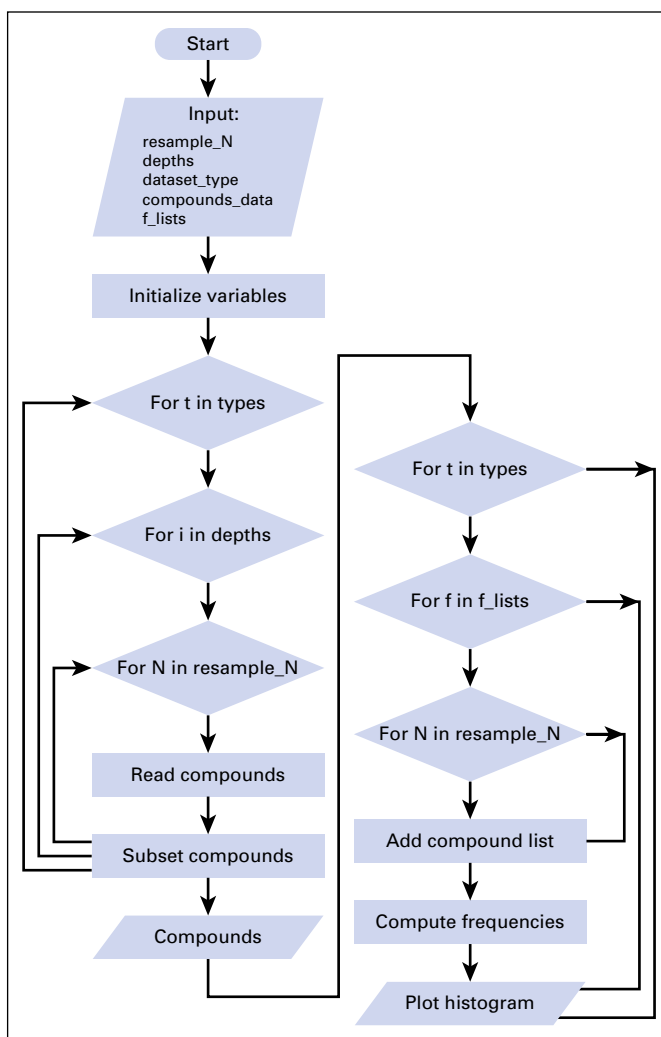 Start
Input:
resample_N
depths
dataset_type
compounds_data
f_lists
Initialize variables
For t in types
For i in depths
For N in resample_N
Read compounds
Subset compounds
Compounds
For t in types
For f in f_lists
For N in resample_N
Add compound list
Compute frequencies
Plot histogram